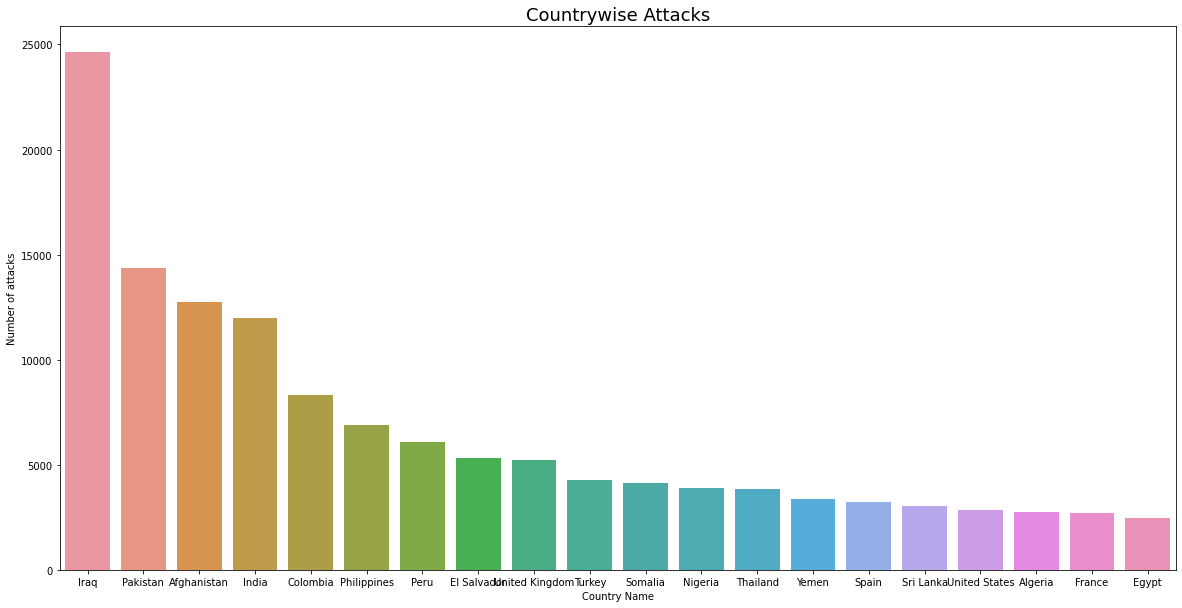 Countrywise Attacks
25000
20000
15000
10000
5000
0
Number of attacks
Iraq Pakistan Afghanistan India Colombia Philippines Peru El Salvador United Kingdom Turkey Somalia Nigeria Thailand Yemen Spain Sri Lanka United States Algeria France Egypt
Country Name